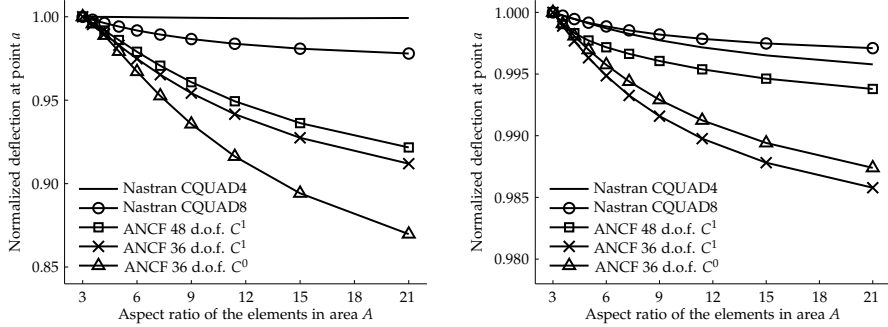 Normalized deflection at point a
1.00
0.95
0.90
0.85
Nastran CQUAD4
Nastran CQUAD8
ANCF 48 d.o.f. C¹
ANCF 36 d.o.f. C¹
ANCF 36 d.o.f. C⁰
3 6 9 12 15 18 21
Aspect ratio of the elements in area A
Normalized deflection at point a
1.000
0.995
0.990
0.985
0.980
Nastran CQUAD4
Nastran CQUAD8
ANCF 48 d.o.f. C¹
ANCF 36 d.o.f. C¹
ANCF 36 d.o.f. C⁰
3 6 9 12 15 18 21
Aspect ratio of the elements in area A